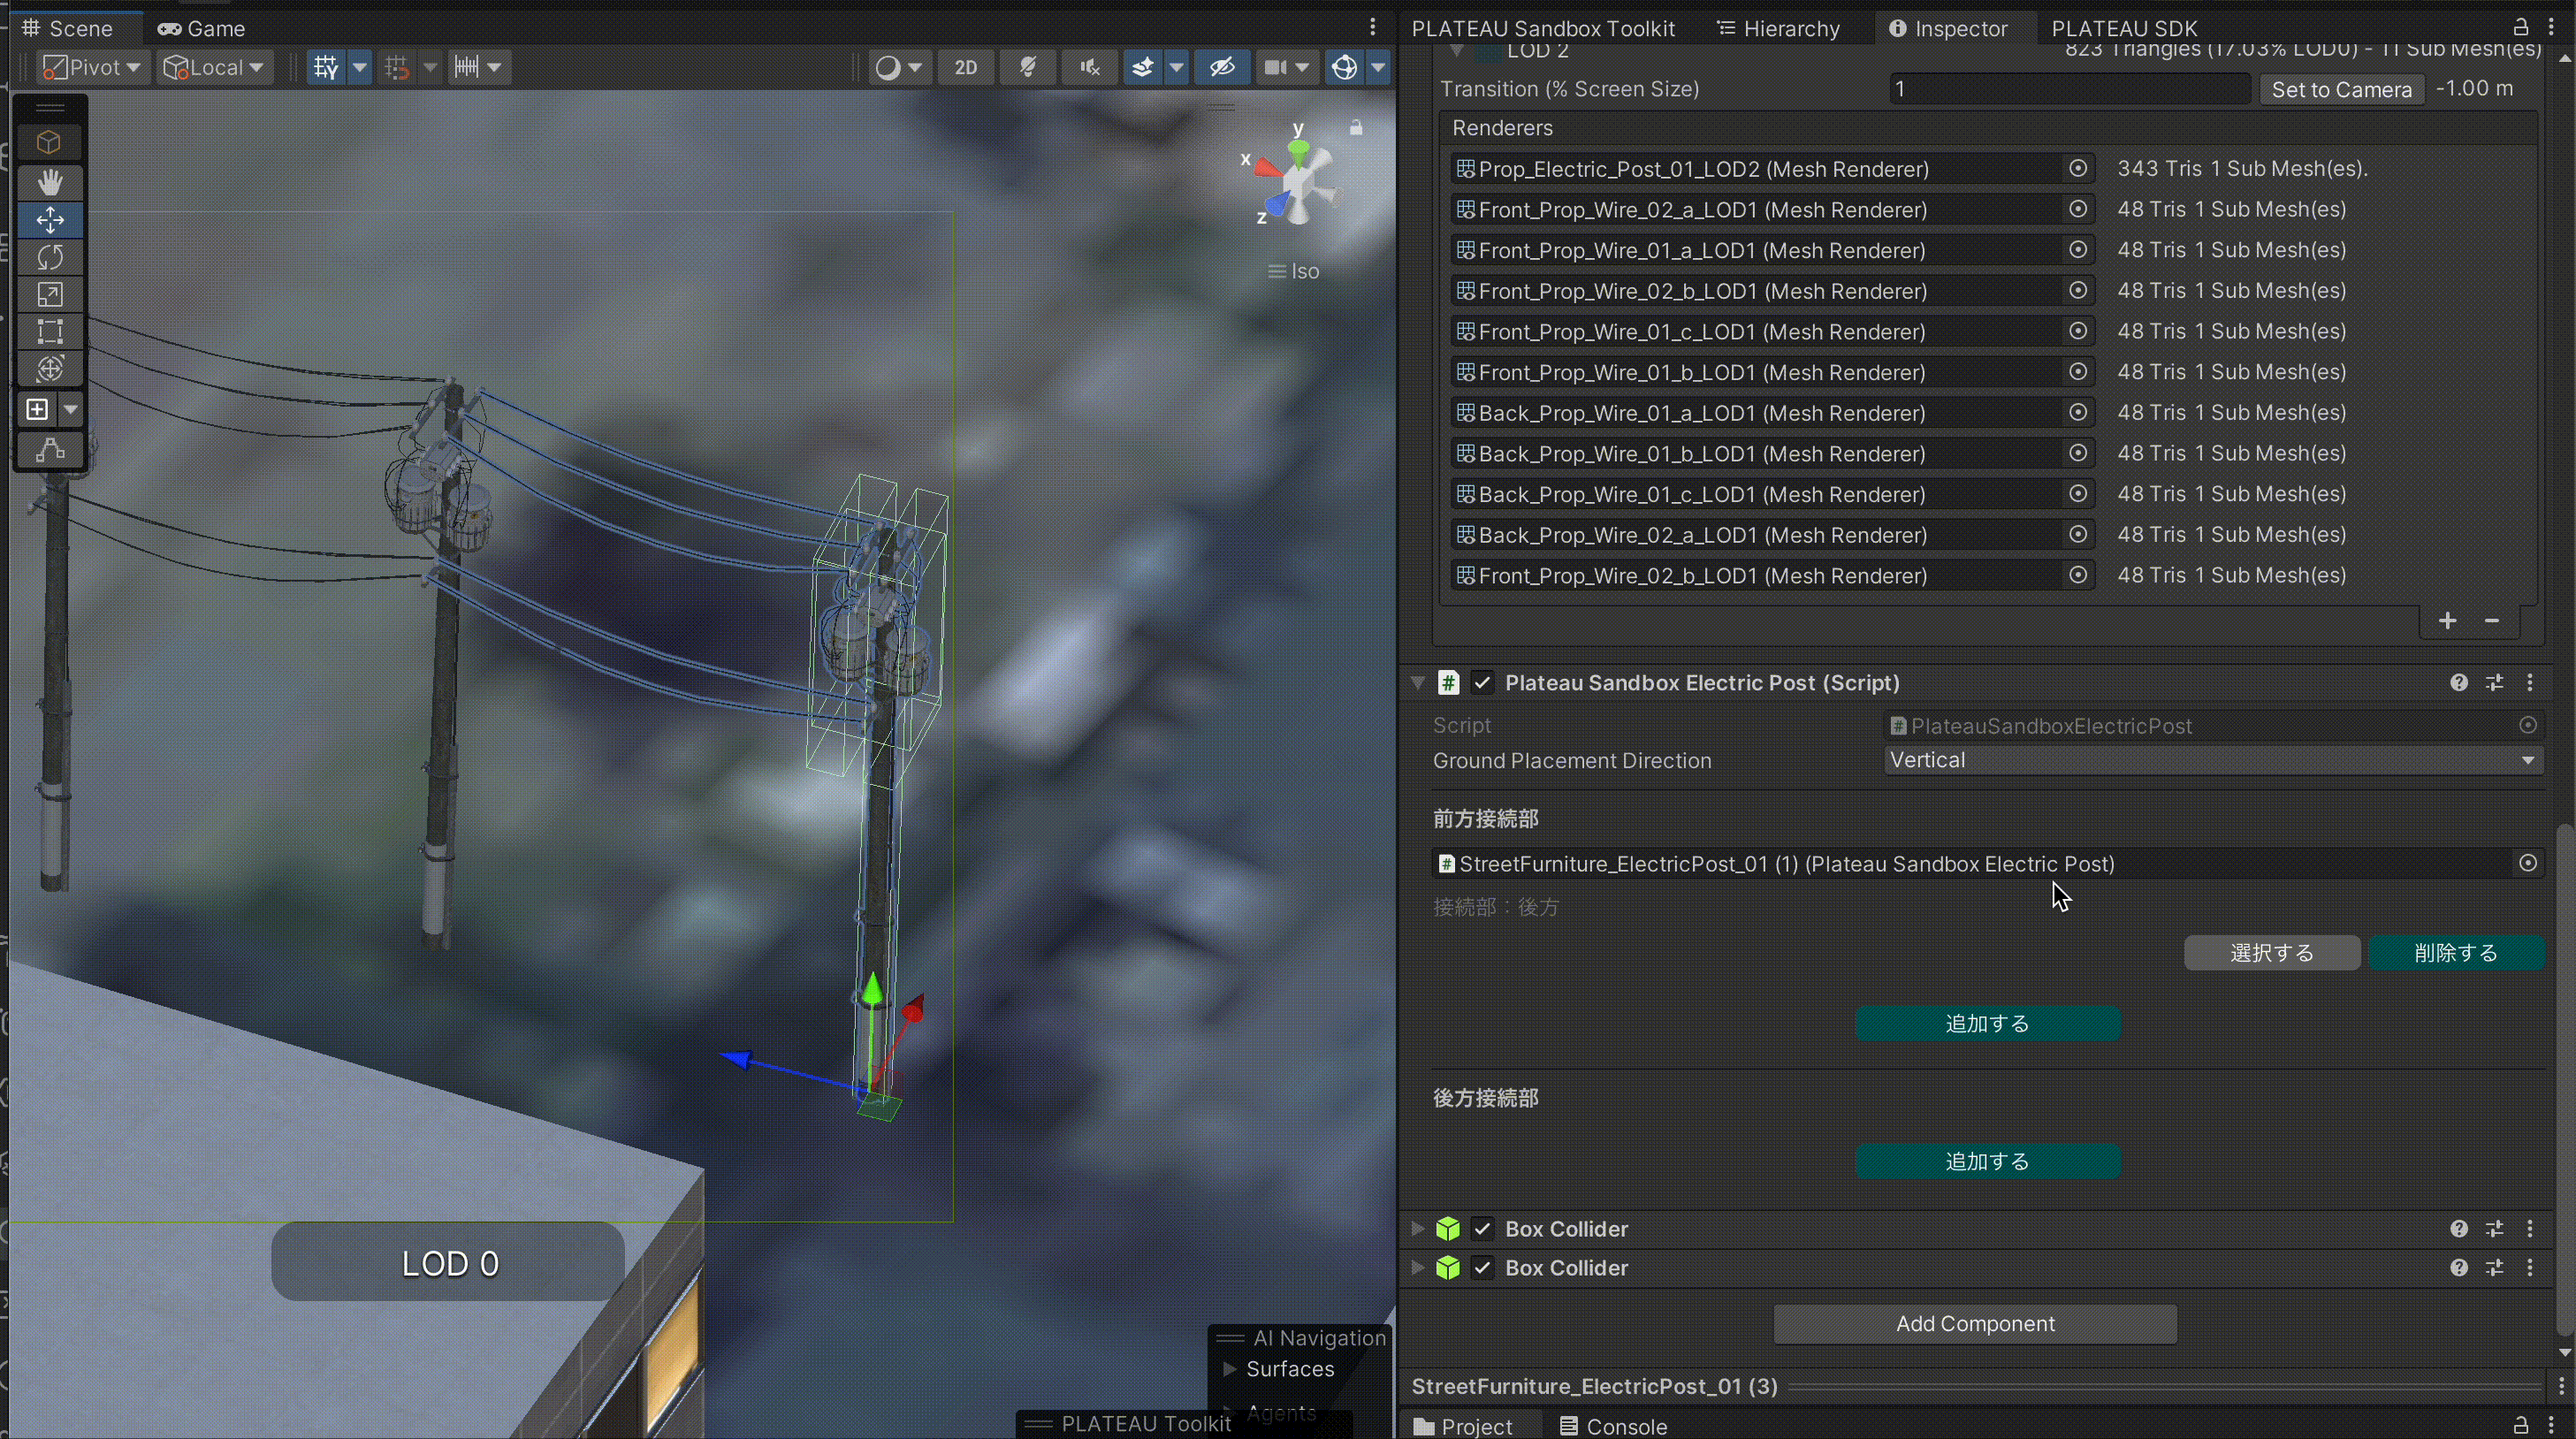 Scene
Game
Pivot
Local
2D
y
x
z
Iso
LOD 0
AI Navigation
Surfaces
Agents
PLATEAU Toolkit
PLATEAU Sandbox Toolkit
Hierarchy
Inspector
PLATEAU SDK
LOD 2
823 Triangles (17.03% LOD0) - 11 Sub Mesh(es)
Transition (% Screen Size)
1
Set to Camera
-1.00 m
Renderers
Prop_Electric_Post_01_LOD2 (Mesh Renderer)
343 Tris 1 Sub Mesh(es).
Front_Prop_Wire_02_a_LOD1 (Mesh Renderer)
48 Tris 1 Sub Mesh(es)
Front_Prop_Wire_01_a_LOD1 (Mesh Renderer)
48 Tris 1 Sub Mesh(es)
Front_Prop_Wire_02_b_LOD1 (Mesh Renderer)
48 Tris 1 Sub Mesh(es)
Front_Prop_Wire_01_c_LOD1 (Mesh Renderer)
48 Tris 1 Sub Mesh(es)
Front_Prop_Wire_01_b_LOD1 (Mesh Renderer)
48 Tris 1 Sub Mesh(es)
Back_Prop_Wire_01_a_LOD1 (Mesh Renderer)
48 Tris 1 Sub Mesh(es)
Back_Prop_Wire_01_b_LOD1 (Mesh Renderer)
48 Tris 1 Sub Mesh(es)
Back_Prop_Wire_01_c_LOD1 (Mesh Renderer)
48 Tris 1 Sub Mesh(es)
Back_Prop_Wire_02_a_LOD1 (Mesh Renderer)
48 Tris 1 Sub Mesh(es)
Front_Prop_Wire_02_b_LOD1 (Mesh Renderer)
48 Tris 1 Sub Mesh(es)
Plateau Sandbox Electric Post (Script)
Script
PlateauSandboxElectricPost
Ground Placement Direction
Vertical
前方接続部
StreetFurniture_ElectricPost_01 (1) (Plateau Sandbox Electric Post)
接続部：後方
選択する
削除する
追加する
後方接続部
追加する
Box Collider
Box Collider
Add Component
StreetFurniture_ElectricPost_01 (3)
Project
Console